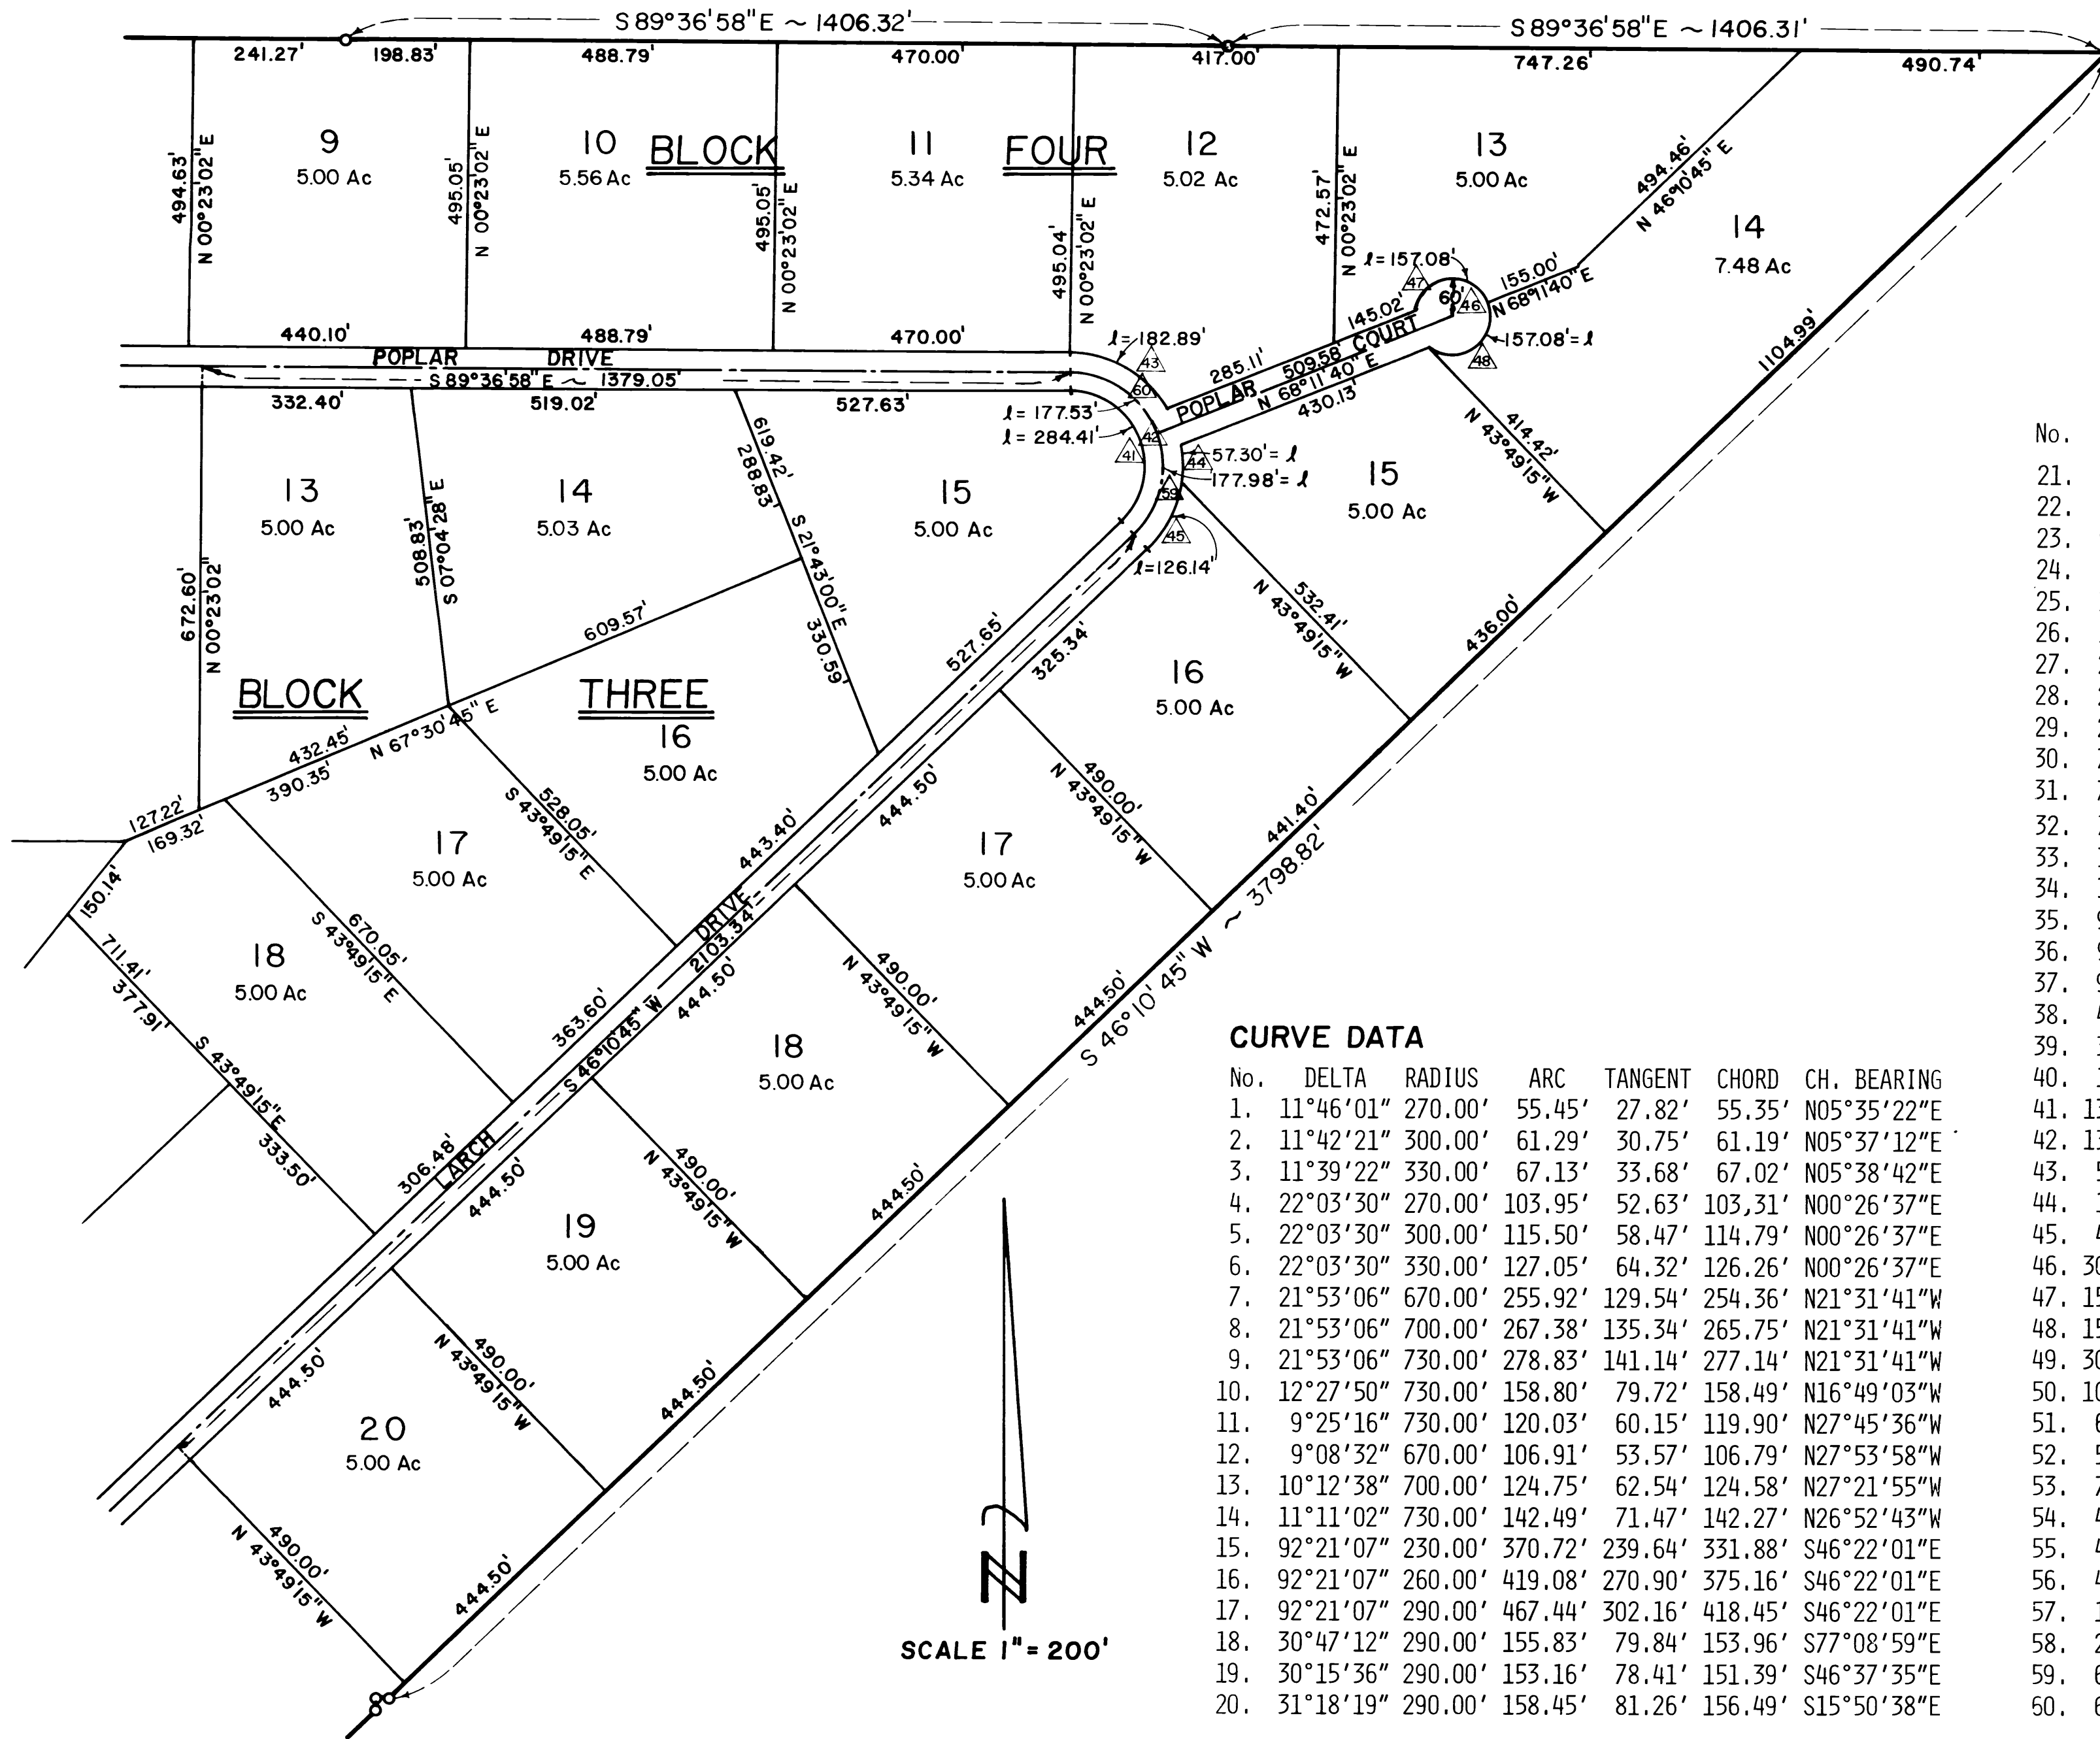 S 89°36'58"E ~ 1406.32'
S 89°36'58"E ~ 1406.31'
241.27'
198.83'
488.79'
470.00'
417.00'
747.26'
490.74'
494.63'
N 00°23'02" E
9
5.00 Ac
495.05'
N 00°23'02" E
10
5.56 Ac
BLOCK
495.05'
N 00°23'02" E
11
5.34 Ac
FOUR
495.04'
N 00°23'02" E
12
5.02 Ac
472.57'
N 00°23'02" E
13
5.00 Ac
494.46'
N 46°10'45" E
14
7.48 Ac
l=157.08'
47
60'
46
155.00'
N 68°11'40" E
157.08'= l
48
145.02'
285.11'
POPLAR COURT
509.58
N 68°11'40" E
430.13'
1104.99'
440.10'
488.79'
470.00'
POPLAR DRIVE
S 89°36'58"E ~ 1379.05'
332.40'
519.02'
527.63'
l=182.89'
43
60
l= 177.53'
l= 284.41'
42
41
57.30'= l
44
177.98'= l
59
45
l=126.14'
672.60'
N 00°23'02"
13
5.00 Ac
508.83'
S 07°04'28" E
14
5.03 Ac
619.42'
288.83'
S 21°43'00"E
330.59'
15
5.00 Ac
15
5.00 Ac
414.42'
N 43°49'15" W
436.00'
532.41'
N 43°49'15" W
16
5.00 Ac
BLOCK
THREE
609.57'
432.45'
N 67°30'45" E
390.35'
127.22'
169.32'
150.14'
16
5.00 Ac
527.65'
325.34'
528.05'
S 43°49'15" E
17
5.00 Ac
443.40'
444.50'
490.00'
N 43°49'15" W
441.40'
17
5.00 Ac
18
5.00 Ac
670.05'
S 43°49'15" E
711.41'
377.91'
S 43°49'15"E
333.50'
363.60'
306.48'
LARCH DRIVE
S 46°10'45" W 2103.34'
444.50'
490.00'
N 43°49'15" W
444.50'
S 46°10'45" W ~ 3798.82'
18
5.00 Ac
444.50'
490.00'
N 43°49'15" W
444.50'
19
5.00 Ac
444.50'
490.00'
N 43°49'15" W
444.50'
20
5.00 Ac
490.00'
N 43°49'15" W
444.50'
N
SCALE 1"= 200'
CURVE DATA
No. DELTA RADIUS ARC TANGENT CHORD CH. BEARING
1. 11°46'01" 270.00' 55.45' 27.82' 55.35' N05°35'22"E
2. 11°42'21" 300.00' 61.29' 30.75' 61.19' N05°37'12"E
3. 11°39'22" 330.00' 67.13' 33.68' 67.02' N05°38'42"E
4. 22°03'30" 270.00' 103.95' 52.63' 103,31' N00°26'37"E
5. 22°03'30" 300.00' 115.50' 58.47' 114.79' N00°26'37"E
6. 22°03'30" 330.00' 127.05' 64.32' 126.26' N00°26'37"E
7. 21°53'06" 670.00' 255.92' 129.54' 254.36' N21°31'41"W
8. 21°53'06" 700.00' 267.38' 135.34' 265.75' N21°31'41"W
9. 21°53'06" 730.00' 278.83' 141.14' 277.14' N21°31'41"W
10. 12°27'50" 730.00' 158.80' 79.72' 158.49' N16°49'03"W
11. 9°25'16" 730.00' 120.03' 60.15' 119.90' N27°45'36"W
12. 9°08'32" 670.00' 106.91' 53.57' 106.79' N27°53'58"W
13. 10°12'38" 700.00' 124.75' 62.54' 124.58' N27°21'55"W
14. 11°11'02" 730.00' 142.49' 71.47' 142.27' N26°52'43"W
15. 92°21'07" 230.00' 370.72' 239.64' 331.88' S46°22'01"E
16. 92°21'07" 260.00' 419.08' 270.90' 375.16' S46°22'01"E
17. 92°21'07" 290.00' 467.44' 302.16' 418.45' S46°22'01"E
18. 30°47'12" 290.00' 155.83' 79.84' 153.96' S77°08'59"E
19. 30°15'36" 290.00' 153.16' 78.41' 151.39' S46°37'35"E
20. 31°18'19" 290.00' 158.45' 81.26' 156.49' S15°50'38"E
No.
21.
22.
23.
24.
25.
26.
27.
28.
29.
30.
31.
32.
33.
34.
35.
36.
37.
38.
39.
40.
41.
42.
43.
44.
45.
46.
47.
48.
49.
50.
51.
52.
53.
54.
55.
56.
57.
58.
59.
60.